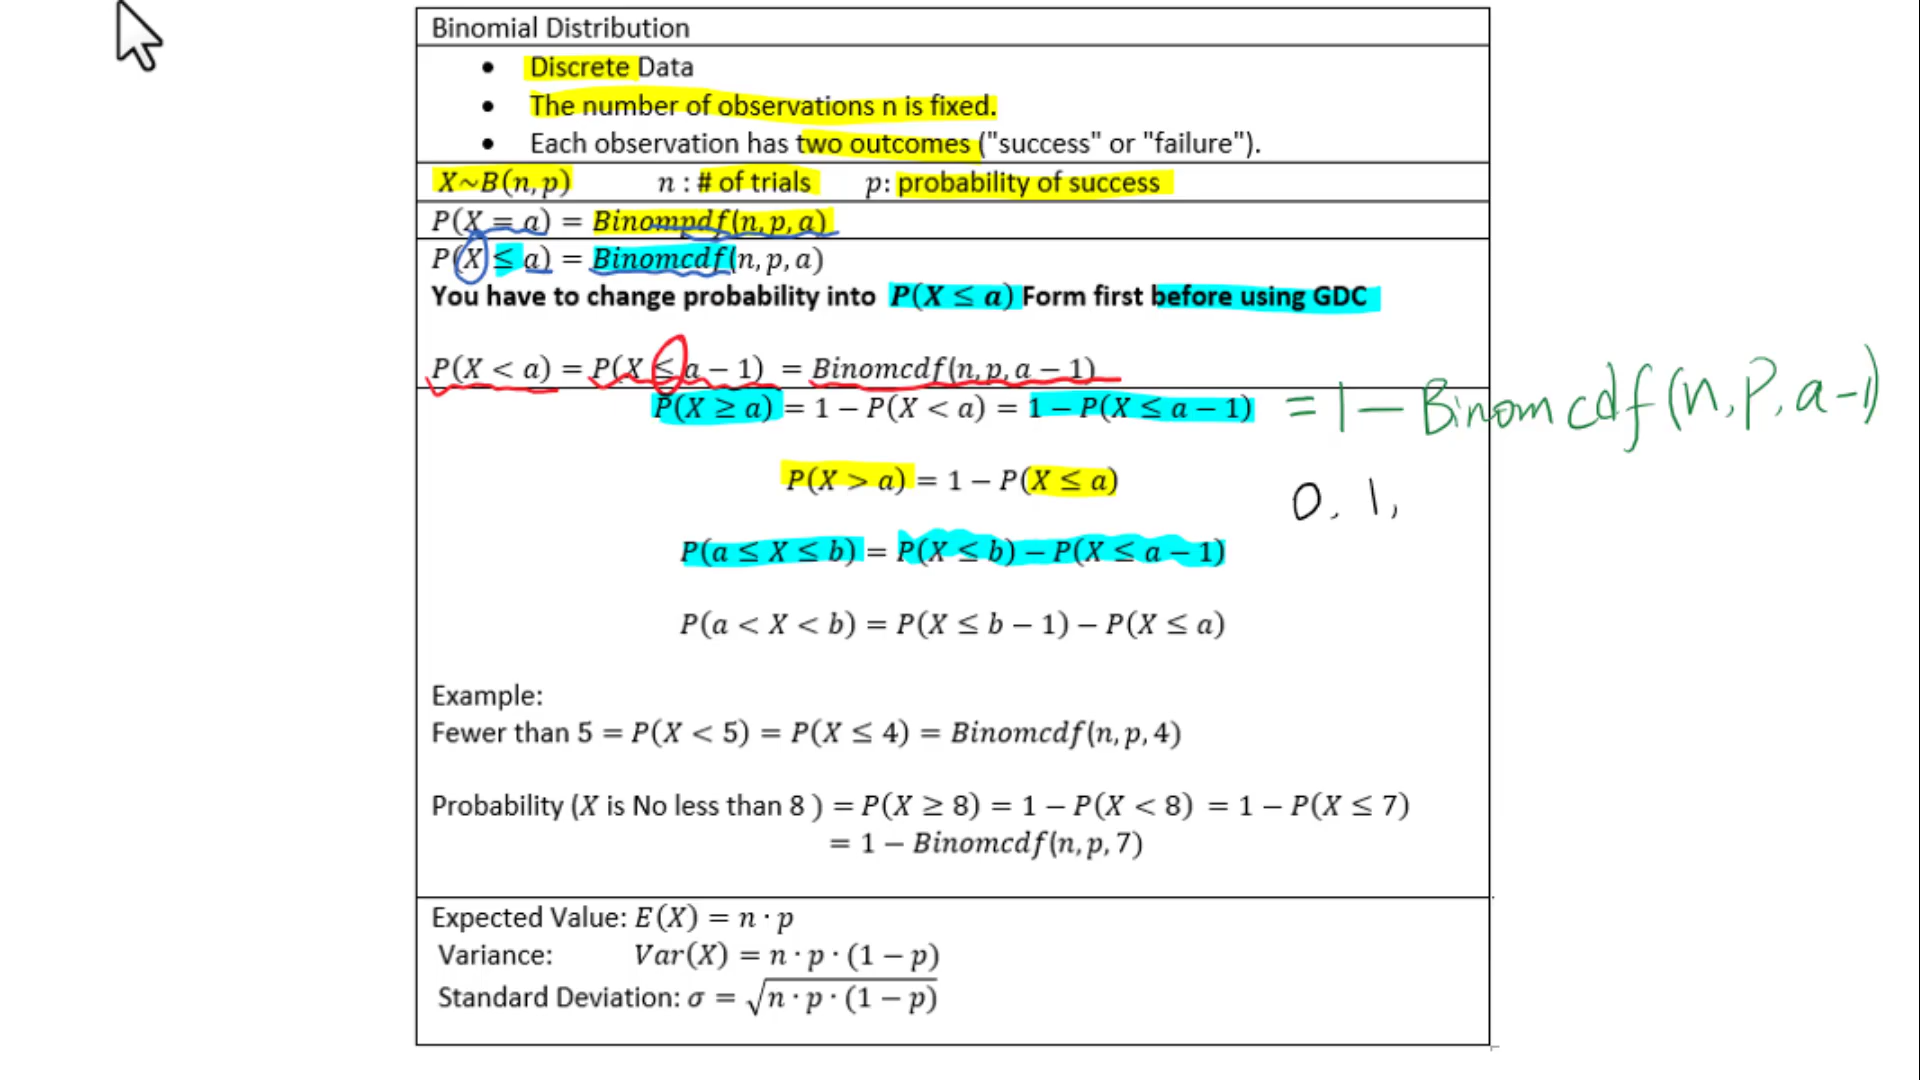 Binomial Distribution
• Discrete Data
• The number of observations n is fixed.
• Each observation has two outcomes ("success" or "failure").
X~B(n, p) n : # of trials p: probability of success
P(X = a) = Binompdf(n, p, a)
P(X ≤ a) = Binomcdf(n, p, a)
You have to change probability into P(X ≤ a) Form first before using GDC
P(X < a) = P(X ≤ a − 1) = Binomcdf(n, p, a − 1)
P(X ≥ a) = 1 − P(X < a) = 1 − P(X ≤ a − 1) = 1 − Binomcdf(n, p, a-1)
P(X > a) = 1 − P(X ≤ a)
0, 1,
P(a ≤ X ≤ b) = P(X ≤ b) − P(X ≤ a − 1)
P(a < X < b) = P(X ≤ b − 1) − P(X ≤ a)
Example:
Fewer than 5 = P(X < 5) = P(X ≤ 4) = Binomcdf(n, p, 4)
Probability (X is No less than 8 ) = P(X ≥ 8) = 1 − P(X < 8) = 1 − P(X ≤ 7)
= 1 − Binomcdf(n, p, 7)
Expected Value: E(X) = n · p
Variance: Var(X) = n · p · (1 − p)
Standard Deviation: σ = √n · p · (1 − p)